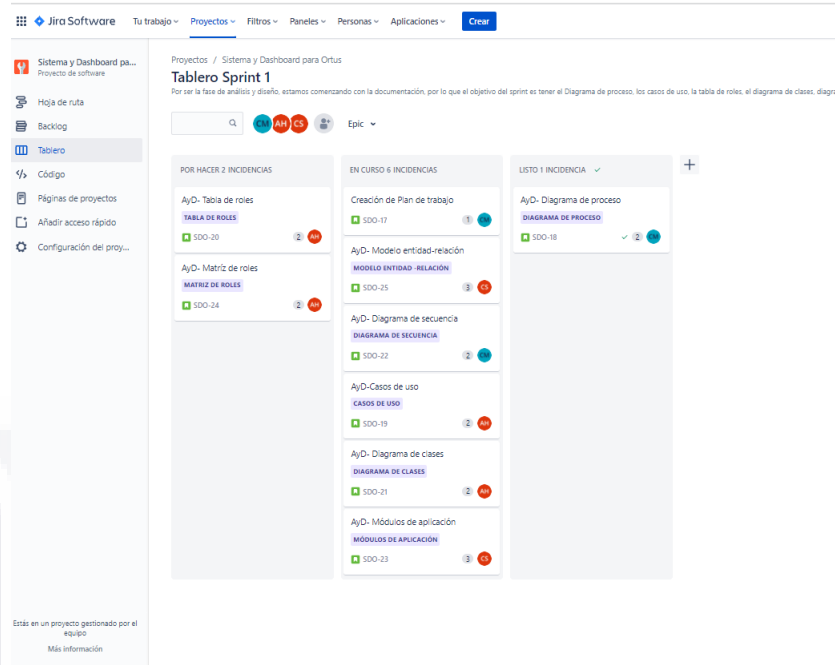 Jira Software Tu trabajo Proyectos Filtros Paneles Personas Aplicaciones Crear
Sistema y Dashboard pa...
Proyecto de software
Hoja de ruta
Backlog
Tablero
Código
Páginas de proyectos
Añadir acceso rápido
Configuración del proy...
Estás en un proyecto gestionado por el
equipo
Más información
Proyectos / Sistema y Dashboard para Ortus
Tablero Sprint 1
Por ser la fase de análisis y diseño, estamos comenzando con la documentación, por lo que el objetivo del sprint es tener el Diagrama de proceso, los casos de uso, la tabla de roles, el diagrama de clases, diagra
CM AH CS Epic
POR HACER 2 INCIDENCIAS
AyD- Tabla de roles
TABLA DE ROLES
SDO-20 2 AH
AyD- Matríz de roles
MATRIZ DE ROLES
SDO-24 2 AH
EN CURSO 6 INCIDENCIAS
Creación de Plan de trabajo
SDO-17 1 CM
AyD- Modelo entidad-relación
MODELO ENTIDAD -RELACIÓN
SDO-25 3 CS
AyD- Diagrama de secuencia
DIAGRAMA DE SECUENCIA
SDO-22 2 CM
AyD-Casos de uso
CASOS DE USO
SDO-19 2 AH
AyD- Diagrama de clases
DIAGRAMA DE CLASES
SDO-21 2 AH
AyD- Módulos de aplicación
MÓDULOS DE APLICACIÓN
SDO-23 3 CS
LISTO 1 INCIDENCIA
AyD- Diagrama de proceso
DIAGRAMA DE PROCESO
SDO-18 2 CM